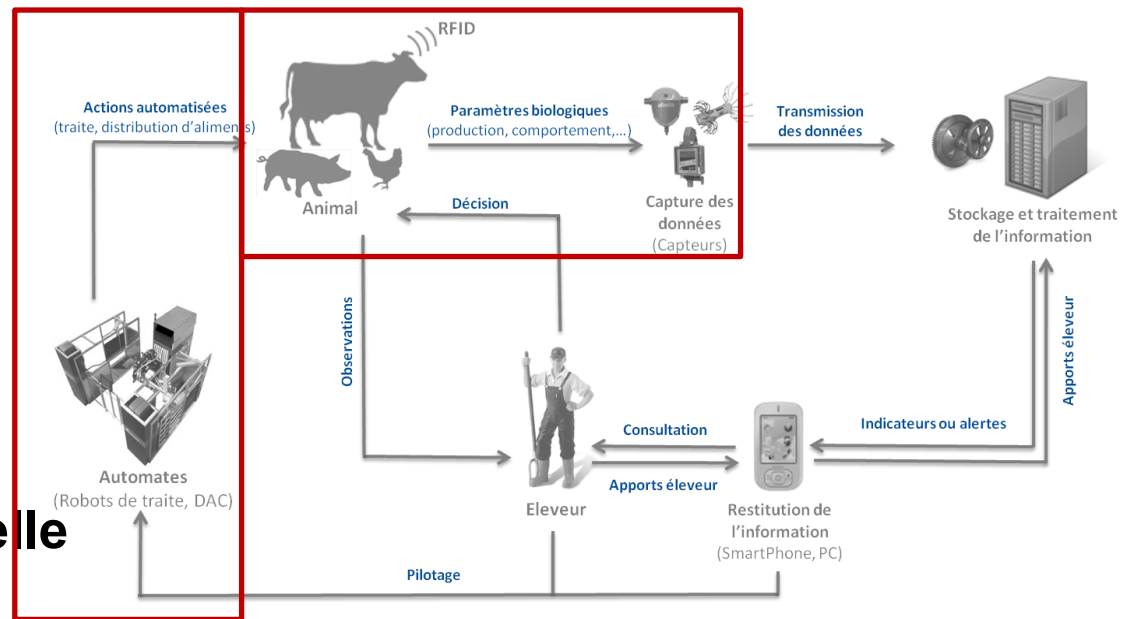 RFID
Actions automatisées
(traite, distribution d'aliments)
Paramètres biologiques
(production, comportement,...)
Transmission
des données
Animal
Décision
Capture des
données
(Capteurs)
Stockage et traitement
de l'information
Observations
Apports éleveur
Consultation
Indicateurs ou alertes
Apports éleveur
Automates
(Robots de traite, DAC)
Eleveur
Restitution de
l'information
(SmartPhone, PC)
elle
Pilotage